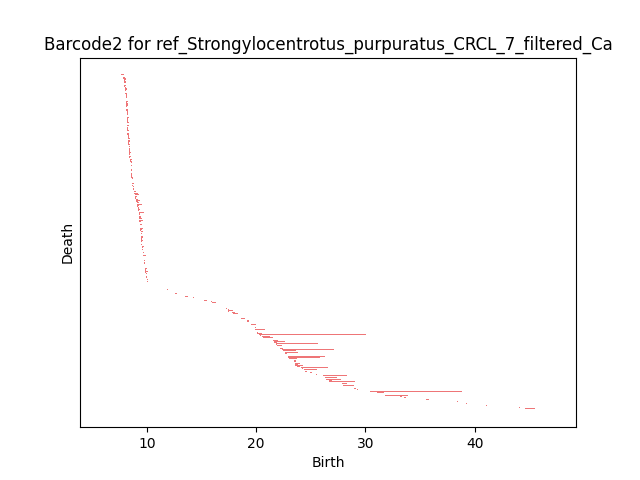 Barcode2 for ref_Strongylocentrotus_purpuratus_CRCL_7_filtered_Ca
Death
10 20 30 40
Birth